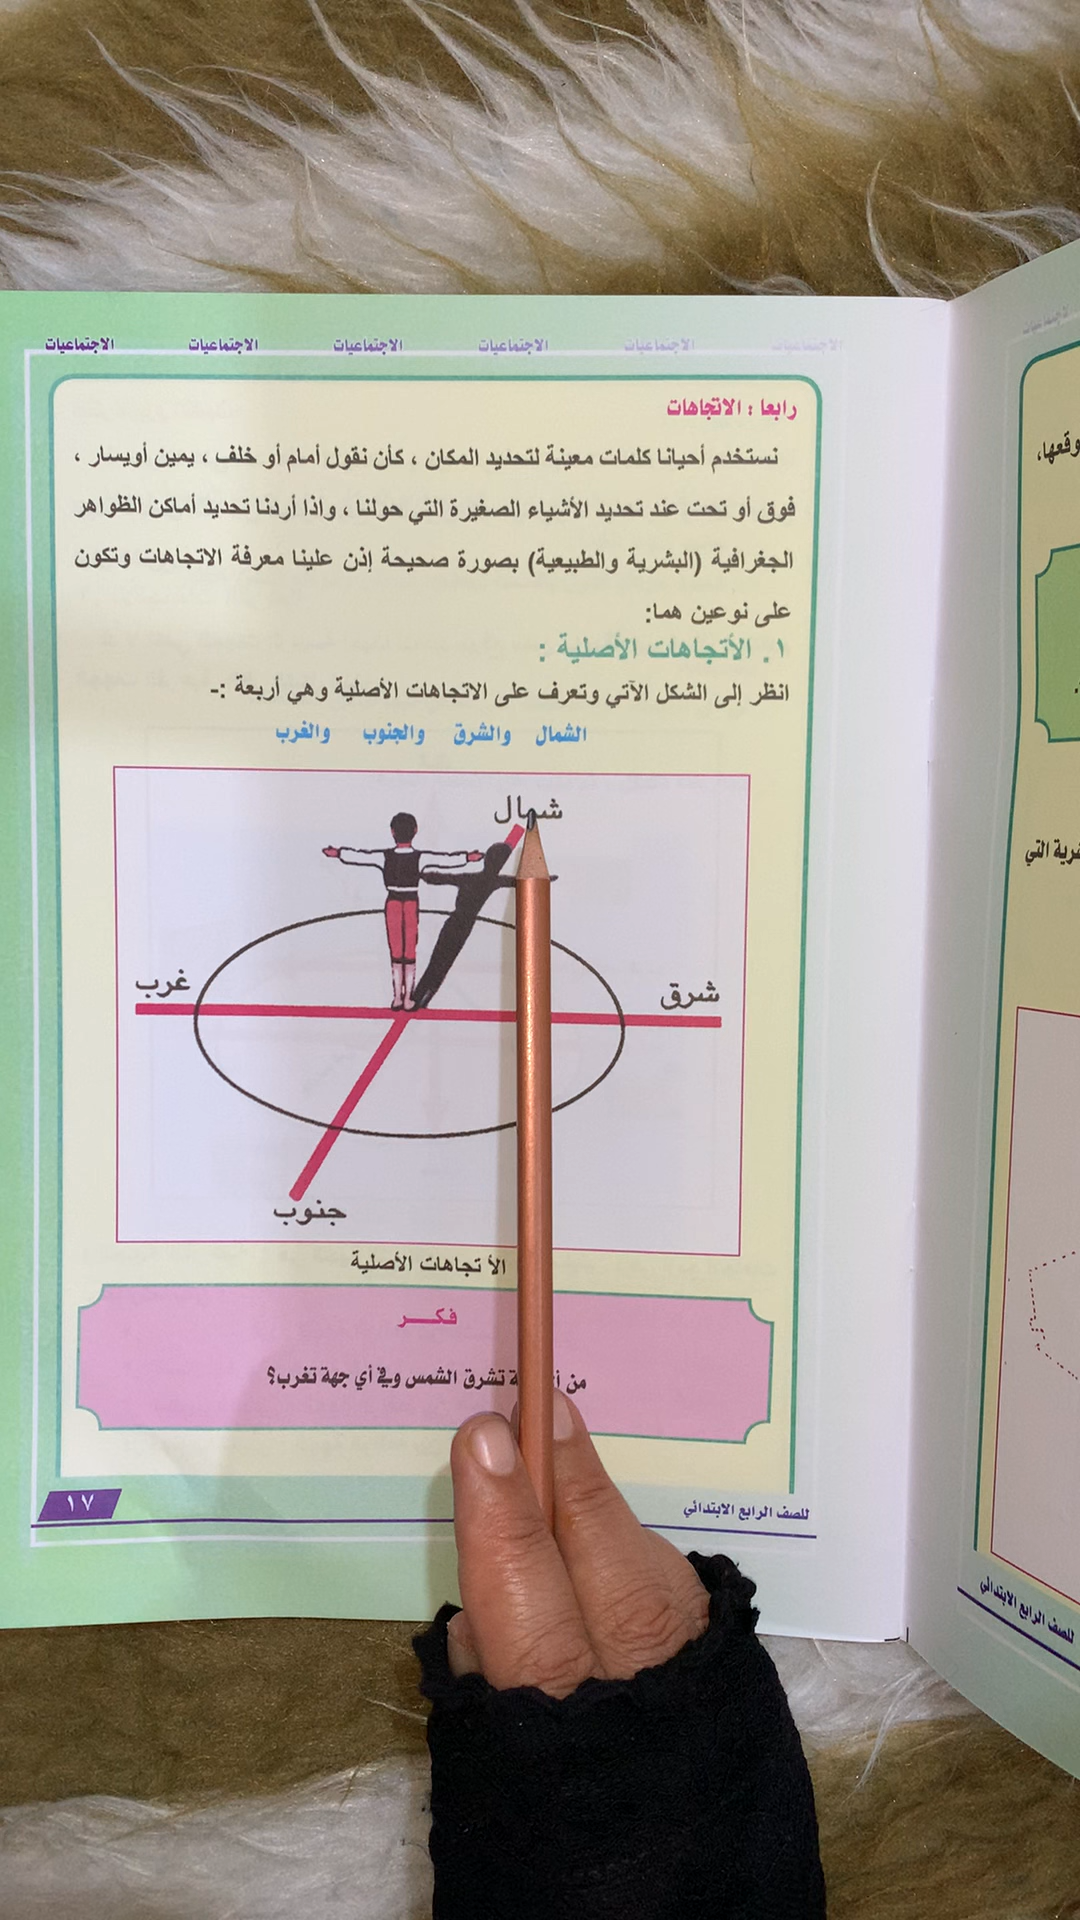 الاجتماعيات الاجتماعيات الاجتماعيات الاجتماعيات الاجتماعيات الاجتماعيات
رابعا : الاتجاهات
نستخدم أحيانا كلمات معينة لتحديد المكان ، كأن نقول أمام أو خلف ، يمين أويسار ،
فوق أو تحت عند تحديد الأشياء الصغيرة التي حولنا ، واذا أردنا تحديد أماكن الظواهر
الجغرافية (البشرية والطبيعية) بصورة صحيحة إذن علينا معرفة الاتجاهات وتكون
على نوعين هما:
١. الأتجاهات الأصلية :
انظر إلى الشكل الآتي وتعرف على الاتجاهات الأصلية وهي أربعة :-
الشمال والشرق والجنوب والغرب
شمال
غرب
شرق
جنوب
الأ تجاهات الأصلية
فكـــر
من تشرق الشمس وفي أي جهة تغرب؟
للصف الرابع الابتدائي
١٧
التي
للصف الرابع الابتدائي